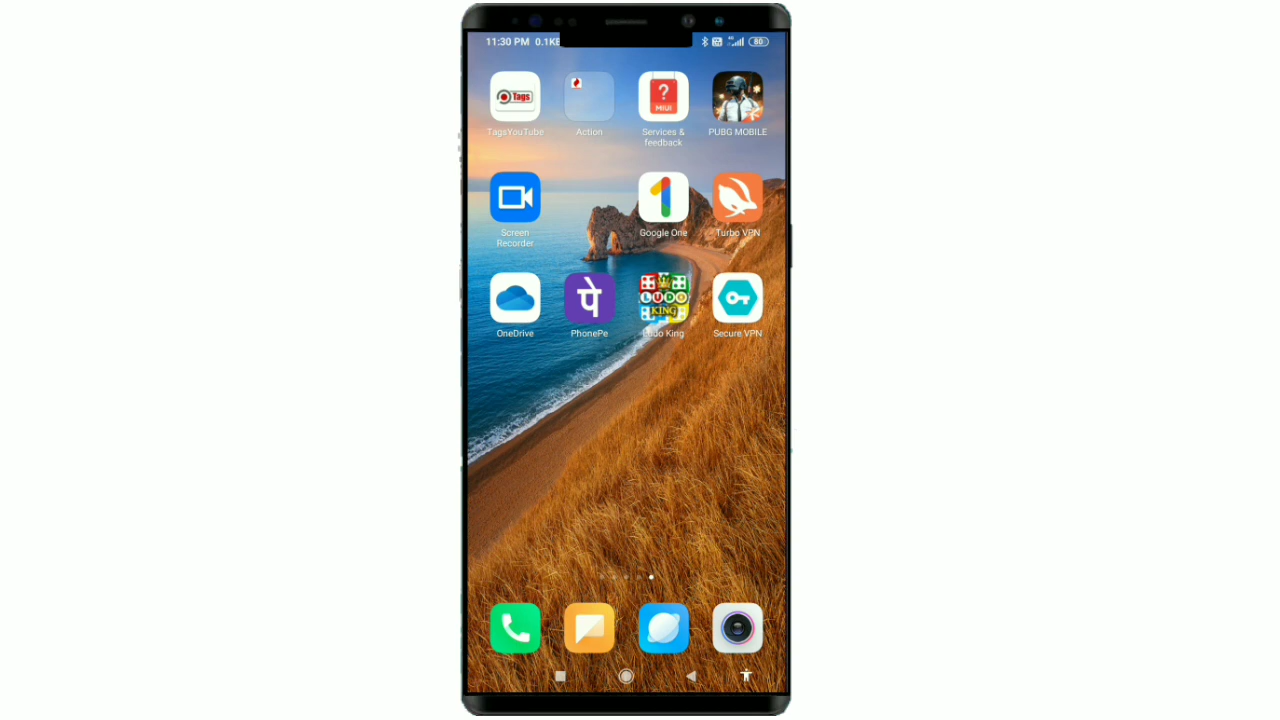 11:30 PM 0.1KB
4G
80
Tags
TagsYouTube
Action
?
MIUI
Services &
feedback
PUBG MOBILE
Screen
Recorder
Google One
Turbo VPN
OneDrive
पे
PhonePe
LUDO
KING
Ludo King
Secure VPN